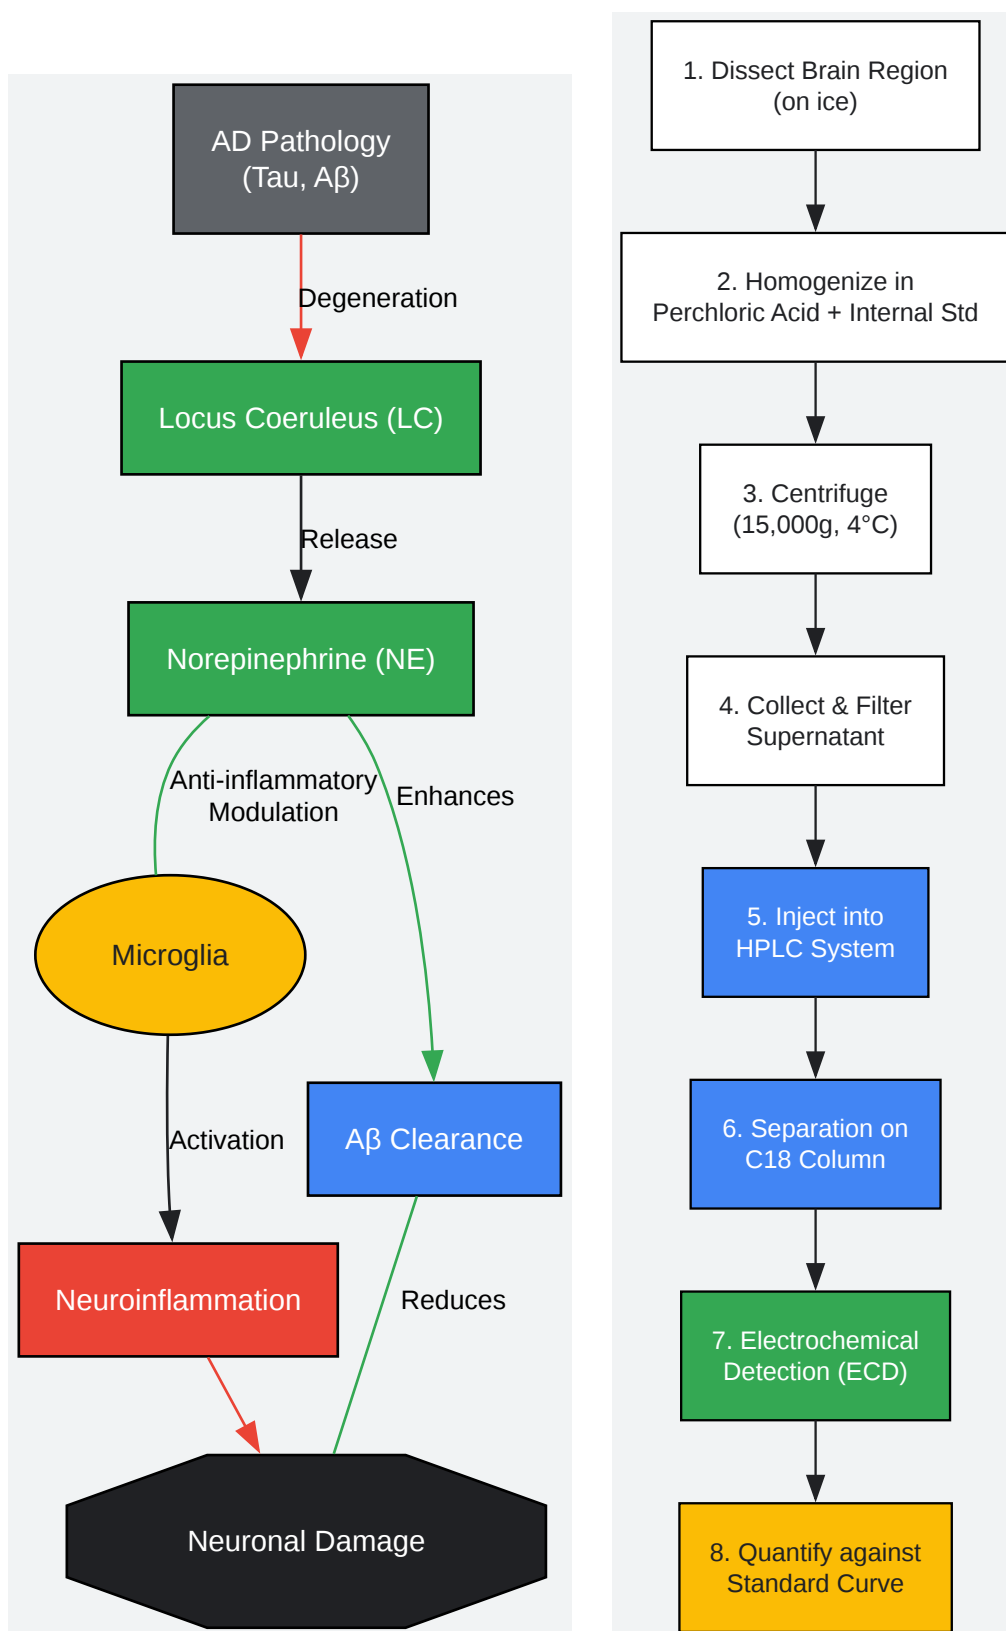 AD Pathology
(Tau, Aβ)
Degeneration
Locus Coeruleus (LC)
Release
Norepinephrine (NE)
Anti-inflammatory
Modulation
Enhances
Microglia
Activation
Aβ Clearance
Neuroinflammation
Reduces
Neuronal Damage
1. Dissect Brain Region
(on ice)
2. Homogenize in
Perchloric Acid + Internal Std
3. Centrifuge
(15,000g, 4°C)
4. Collect & Filter
Supernatant
5. Inject into
HPLC System
6. Separation on
C18 Column
7. Electrochemical
Detection (ECD)
8. Quantify against
Standard Curve